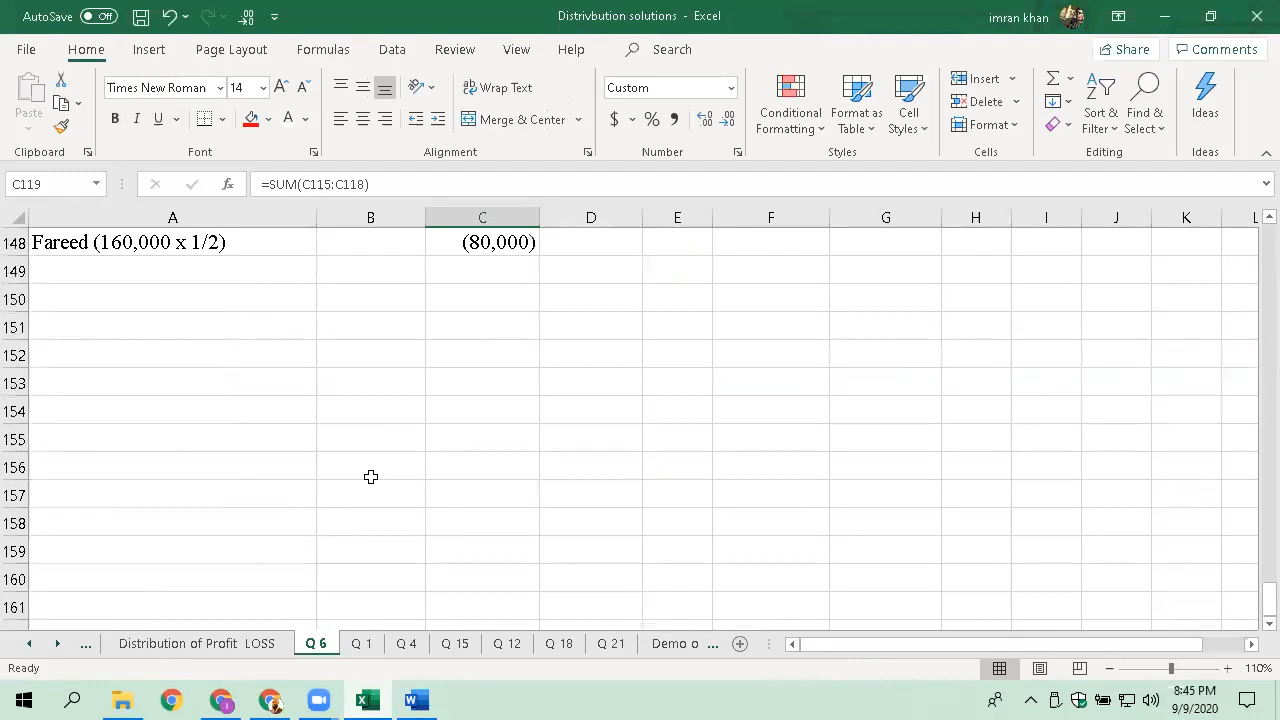 AutoSave Off Distrivbution solutions - Excel imran khan
File Home Insert Page Layout Formulas Data Review View Help Search Share Comments
Paste Times New Roman 14 Wrap Text Custom Insert
B I U Merge & Center $ % Conditional Formatting Format as Table Cell Styles Delete Format Sort & Filter Find & Select Ideas
Clipboard Font Alignment Number Styles Cells Editing Ideas
C119 fx =SUM(C115:C118)
A B C D E F G H I J K L
148 Fareed (160,000 x 1/2) (80,000)
149
150
151
152
153
154
155
156
157
158
159
160
161
... Distribution of Profit LOSS Q 6 Q 1 Q 4 Q 15 Q 12 Q 18 Q 21 Demo o ...
Ready 110%
8:45 PM
9/9/2020